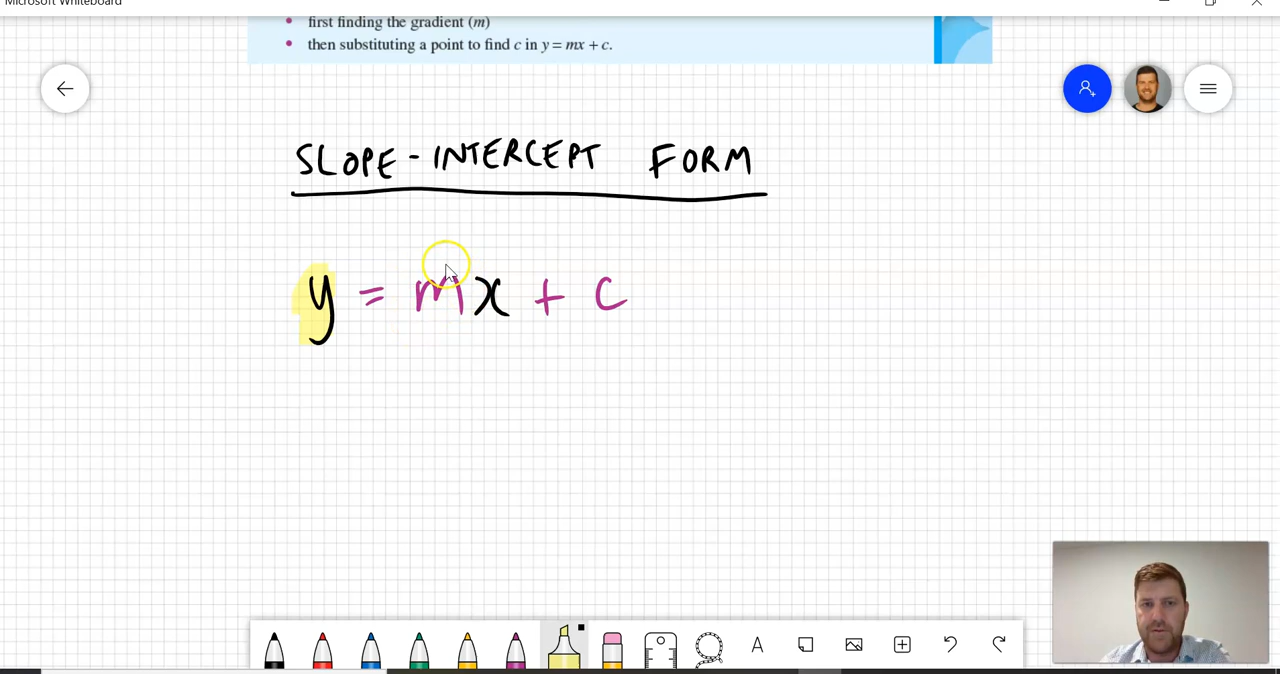 Microsoft Whiteboard
• first finding the gradient (m)
• then substituting a point to find c in y = mx + c.
SLOPE - INTERCEPT FORM
y = mx + c
A